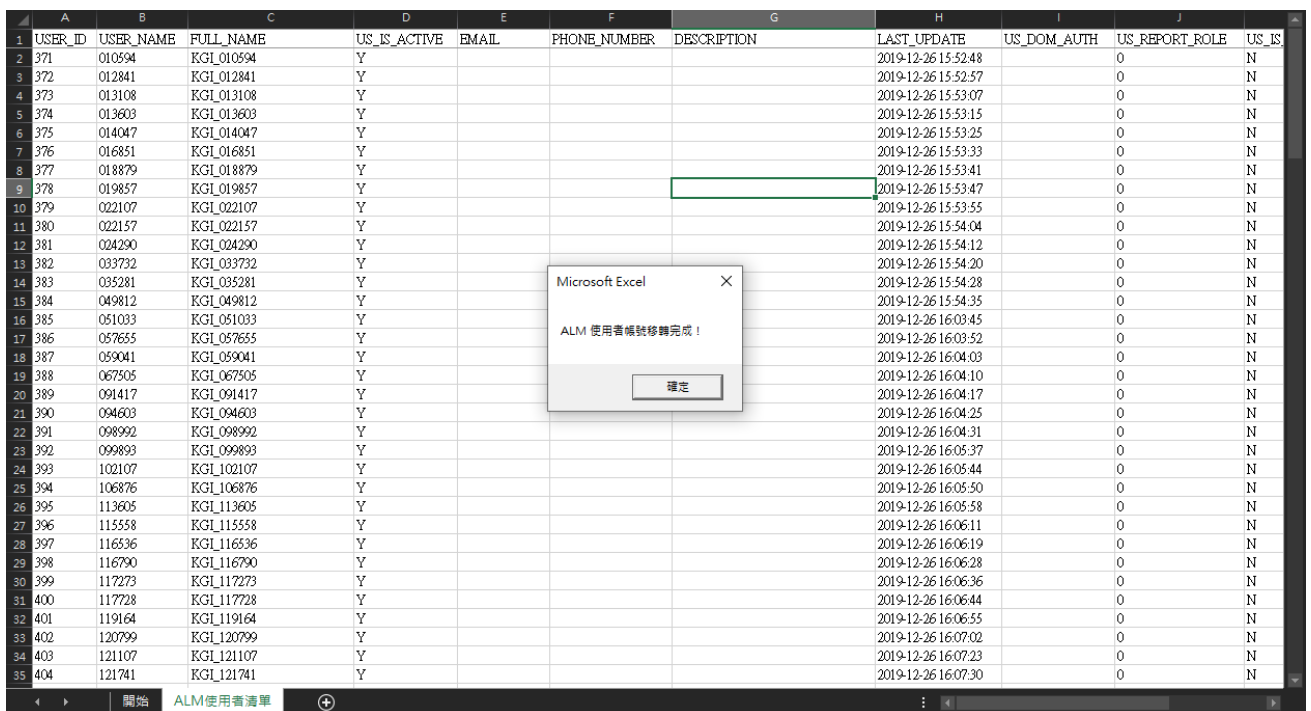 A B C D E F G H I J
1 USER_ID USER_NAME FULL_NAME US_IS_ACTIVE EMAIL PHONE_NUMBER DESCRIPTION LAST_UPDATE US_DOM_AUTH US_REPORT_ROLE US_IS_
2 371 010594 KGI_010594 Y 2019-12-26 15:52:48 0 N
3 372 012841 KGI_012841 Y 2019-12-26 15:52:57 0 N
4 373 013108 KGI_013108 Y 2019-12-26 15:53:07 0 N
5 374 013603 KGI_013603 Y 2019-12-26 15:53:15 0 N
6 375 014047 KGI_014047 Y 2019-12-26 15:53:25 0 N
7 376 016851 KGI_016851 Y 2019-12-26 15:53:33 0 N
8 377 018879 KGI_018879 Y 2019-12-26 15:53:41 0 N
9 378 019857 KGI_019857 Y 2019-12-26 15:53:47 0 N
10 379 022107 KGI_022107 Y 2019-12-26 15:53:55 0 N
11 380 022157 KGI_022157 Y 2019-12-26 15:54:04 0 N
12 381 024290 KGI_024290 Y 2019-12-26 15:54:12 0 N
13 382 033732 KGI_033732 Y 2019-12-26 15:54:20 0 N
14 383 035281 KGI_035281 Y 2019-12-26 15:54:28 0 N
15 384 049812 KGI_049812 Y 2019-12-26 15:54:35 0 N
16 385 051033 KGI_051033 Y 2019-12-26 16:03:45 0 N
17 386 057655 KGI_057655 Y 2019-12-26 16:03:52 0 N
18 387 059041 KGI_059041 Y 2019-12-26 16:04:03 0 N
19 388 067505 KGI_067505 Y 2019-12-26 16:04:10 0 N
20 389 091417 KGI_091417 Y 2019-12-26 16:04:17 0 N
21 390 094603 KGI_094603 Y 2019-12-26 16:04:25 0 N
22 391 098992 KGI_098992 Y 2019-12-26 16:04:31 0 N
23 392 099893 KGI_099893 Y 2019-12-26 16:05:37 0 N
24 393 102107 KGI_102107 Y 2019-12-26 16:05:44 0 N
25 394 106876 KGI_106876 Y 2019-12-26 16:05:50 0 N
26 395 113605 KGI_113605 Y 2019-12-26 16:05:58 0 N
27 396 115558 KGI_115558 Y 2019-12-26 16:06:11 0 N
28 397 116536 KGI_116536 Y 2019-12-26 16:06:19 0 N
29 398 116790 KGI_116790 Y 2019-12-26 16:06:28 0 N
30 399 117273 KGI_117273 Y 2019-12-26 16:06:36 0 N
31 400 117728 KGI_117728 Y 2019-12-26 16:06:44 0 N
32 401 119164 KGI_119164 Y 2019-12-26 16:06:55 0 N
33 402 120799 KGI_120799 Y 2019-12-26 16:07:02 0 N
34 403 121107 KGI_121107 Y 2019-12-26 16:07:23 0 N
35 404 121741 KGI_121741 Y 2019-12-26 16:07:30 0 N
Microsoft Excel
ALM 使用者帳號移轉完成！
確定
開始 ALM使用者清單